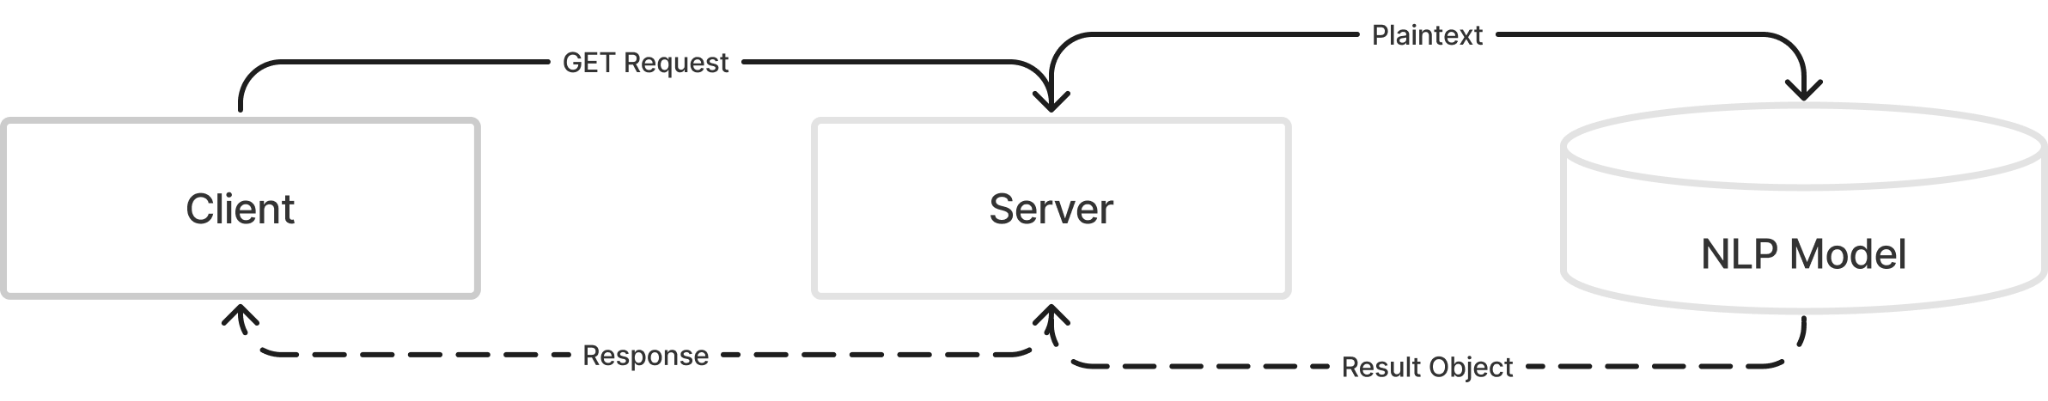 Plaintext
GET Request
Client
Server
NLP Model
Response
Result Object